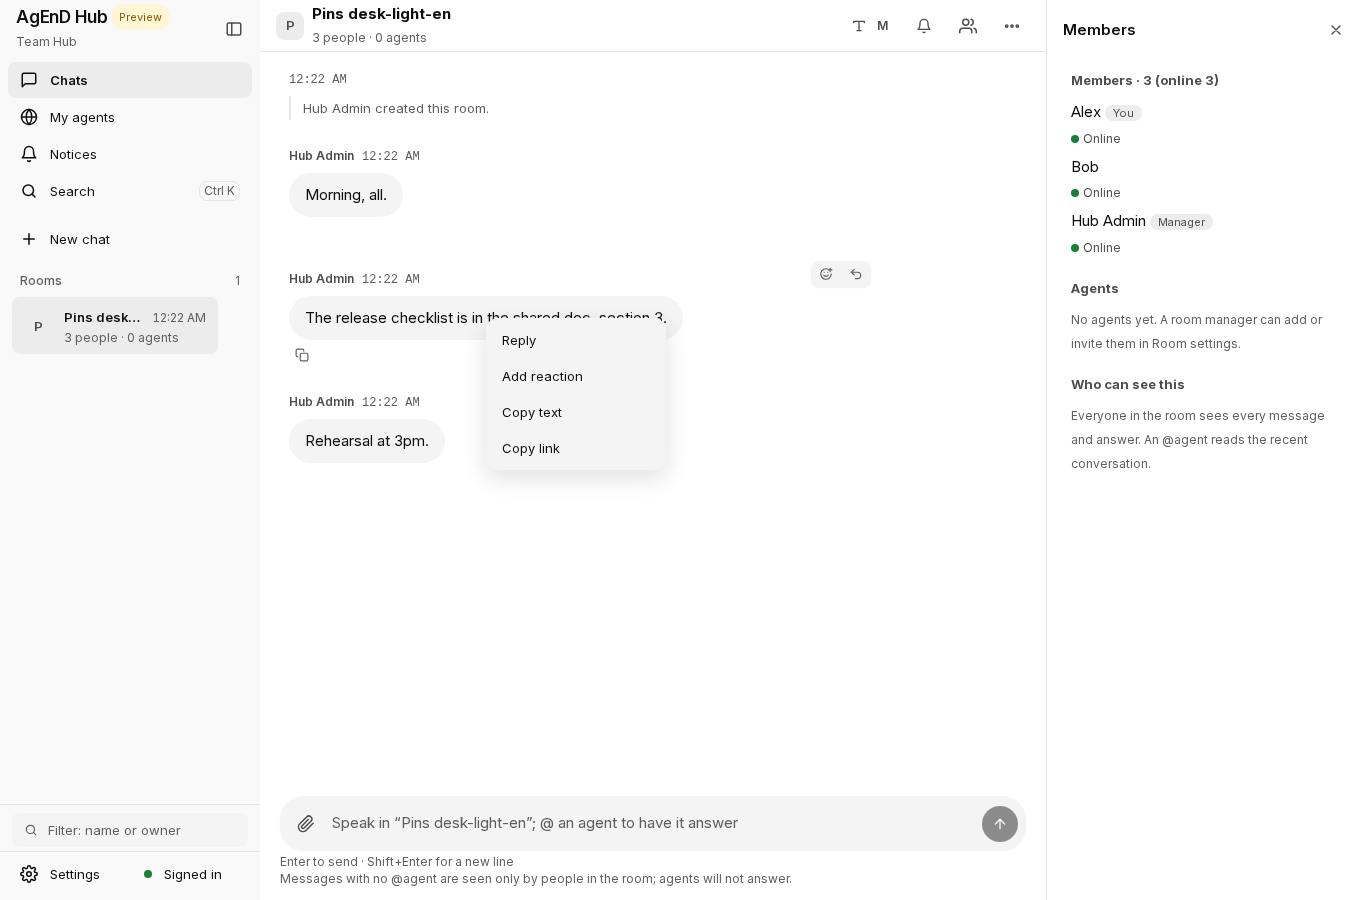 AgEnD Hub Preview
Team Hub
Chats
My agents
Notices
Search Ctrl K
New chat
Rooms 1
P Pins desk... 12:22 AM
3 people · 0 agents
Filter: name or owner
Settings Signed in
P Pins desk-light-en
3 people · 0 agents
M
12:22 AM
Hub Admin created this room.
Hub Admin 12:22 AM
Morning, all.
Hub Admin 12:22 AM
The release checklist is in the shared doc, section 3.
Reply
Add reaction
Copy text
Copy link
Hub Admin 12:22 AM
Rehearsal at 3pm.
Speak in “Pins desk-light-en”; @ an agent to have it answer
Enter to send · Shift+Enter for a new line
Messages with no @agent are seen only by people in the room; agents will not answer.
Members
Members · 3 (online 3)
Alex You
Online
Bob
Online
Hub Admin Manager
Online
Agents
No agents yet. A room manager can add or
invite them in Room settings.
Who can see this
Everyone in the room sees every message
and answer. An @agent reads the recent
conversation.